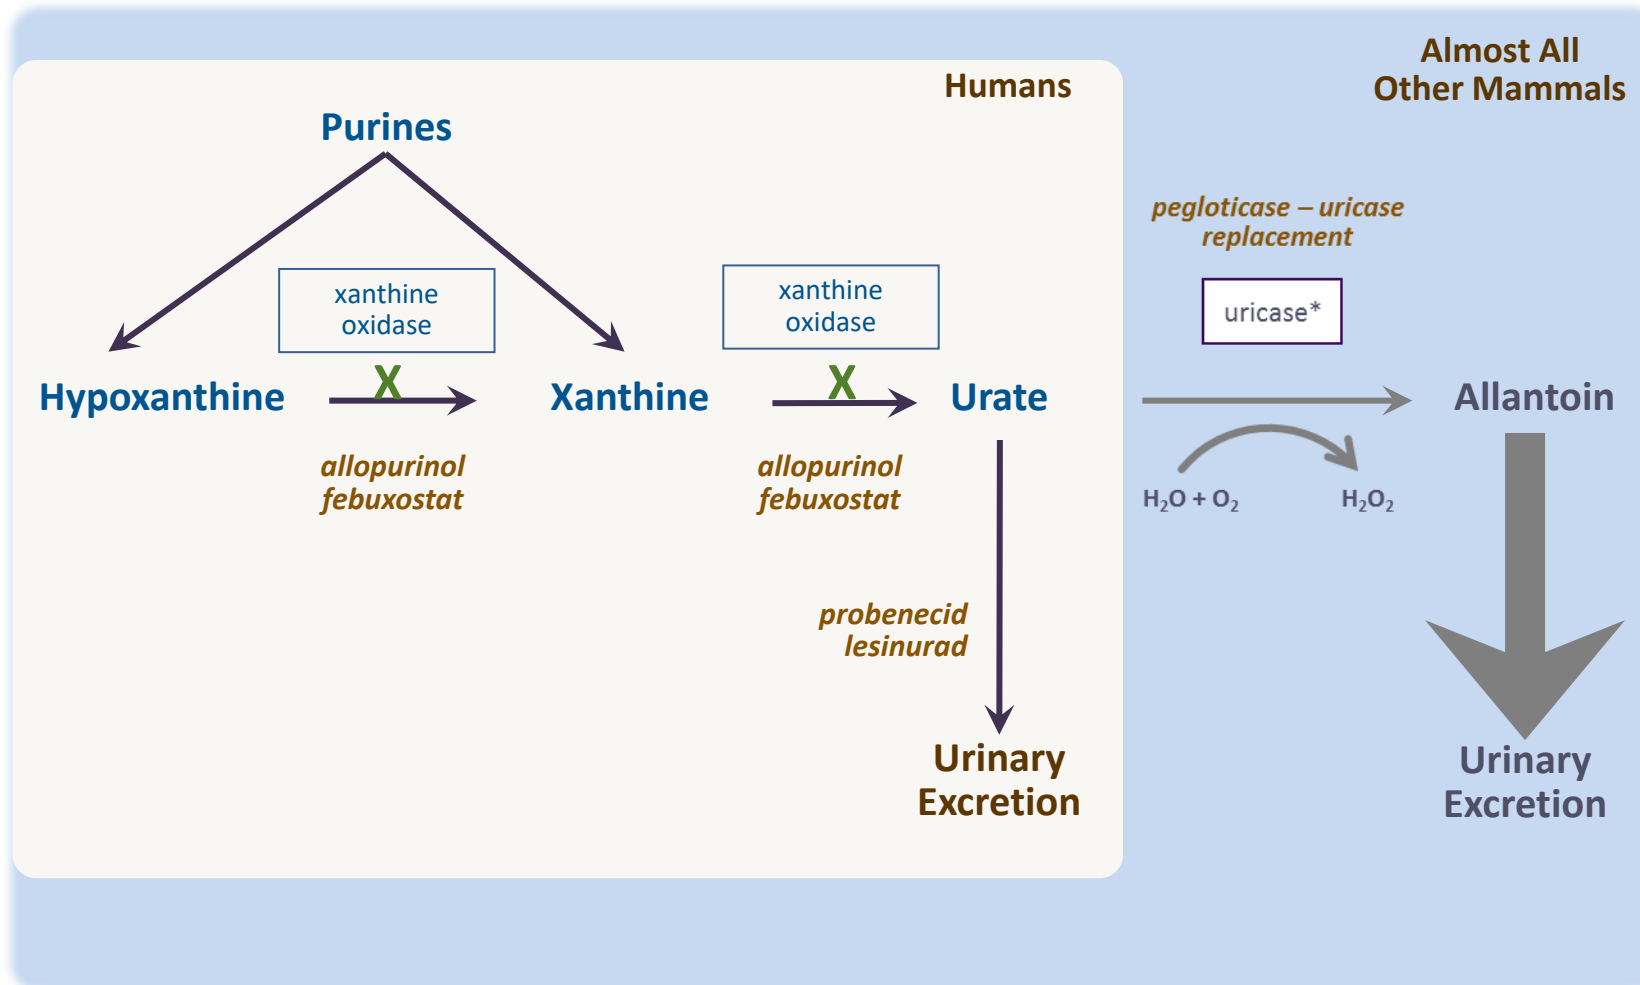 Almost All
Other Mammals
Humans
Purines
pegloticase – uricase
replacement
xanthine
oxidase
xanthine
oxidase
uricase*
X
X
Hypoxanthine
Xanthine
Urate
Allantoin
allopurinol
febuxostat
allopurinol
febuxostat
H₂O + O₂
H₂O₂
probenecid
lesinurad
Urinary
Excretion
Urinary
Excretion